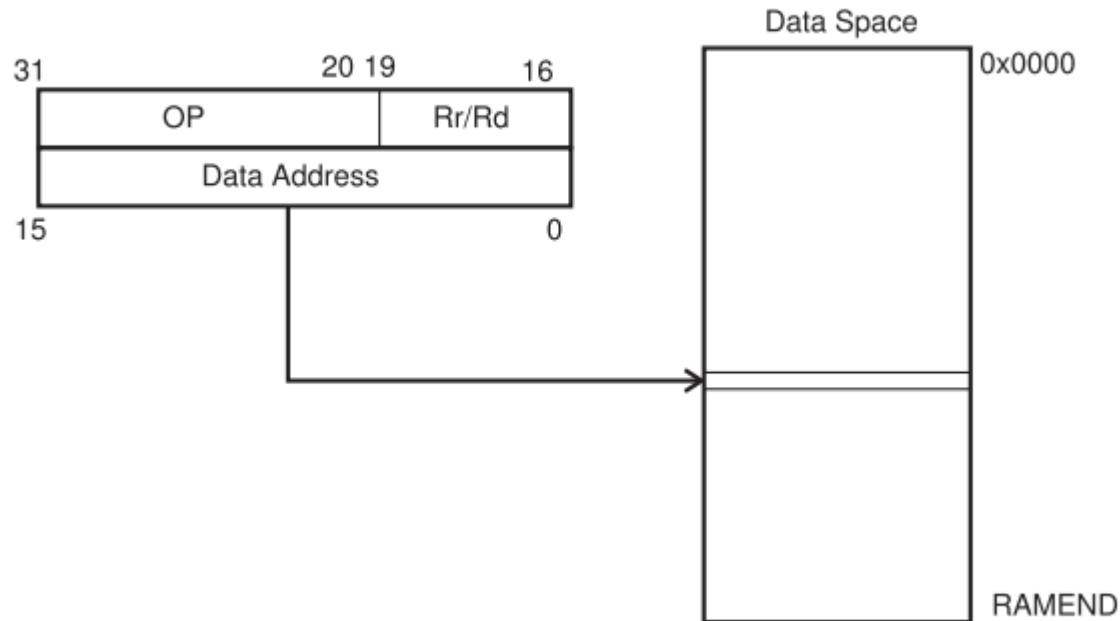 Data Space
0x0000
31 20 19 16
OP Rr/Rd
Data Address
15 0
RAMEND